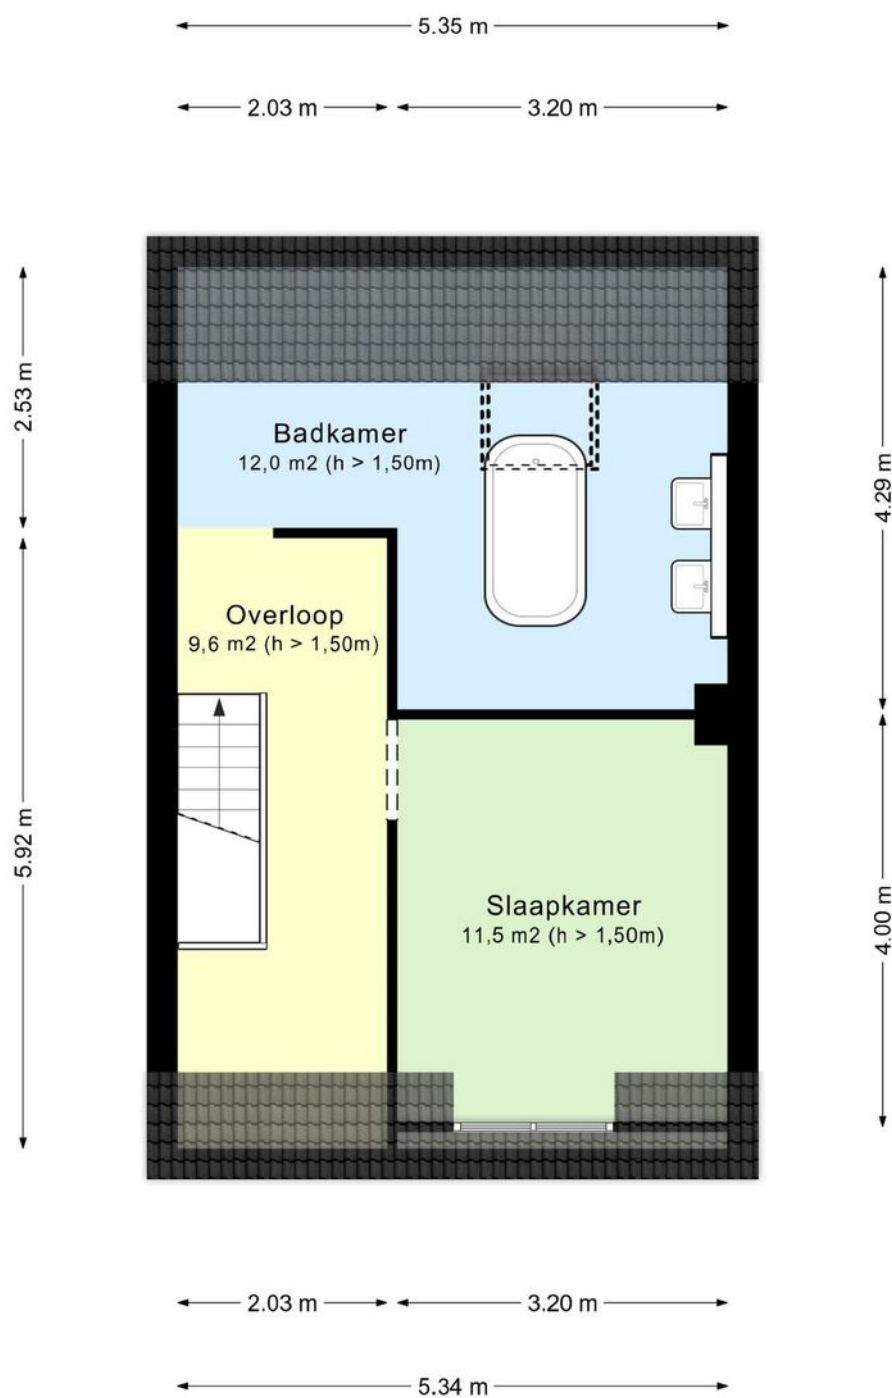 5.35 m
2.03 m
3.20 m
2.53 m
4.29 m
Badkamer
12,0 m2 (h > 1,50m)
Overloop
9,6 m2 (h > 1,50m)
5.92 m
4.00 m
Slaapkamer
11,5 m2 (h > 1,50m)
2.03 m
3.20 m
5.34 m